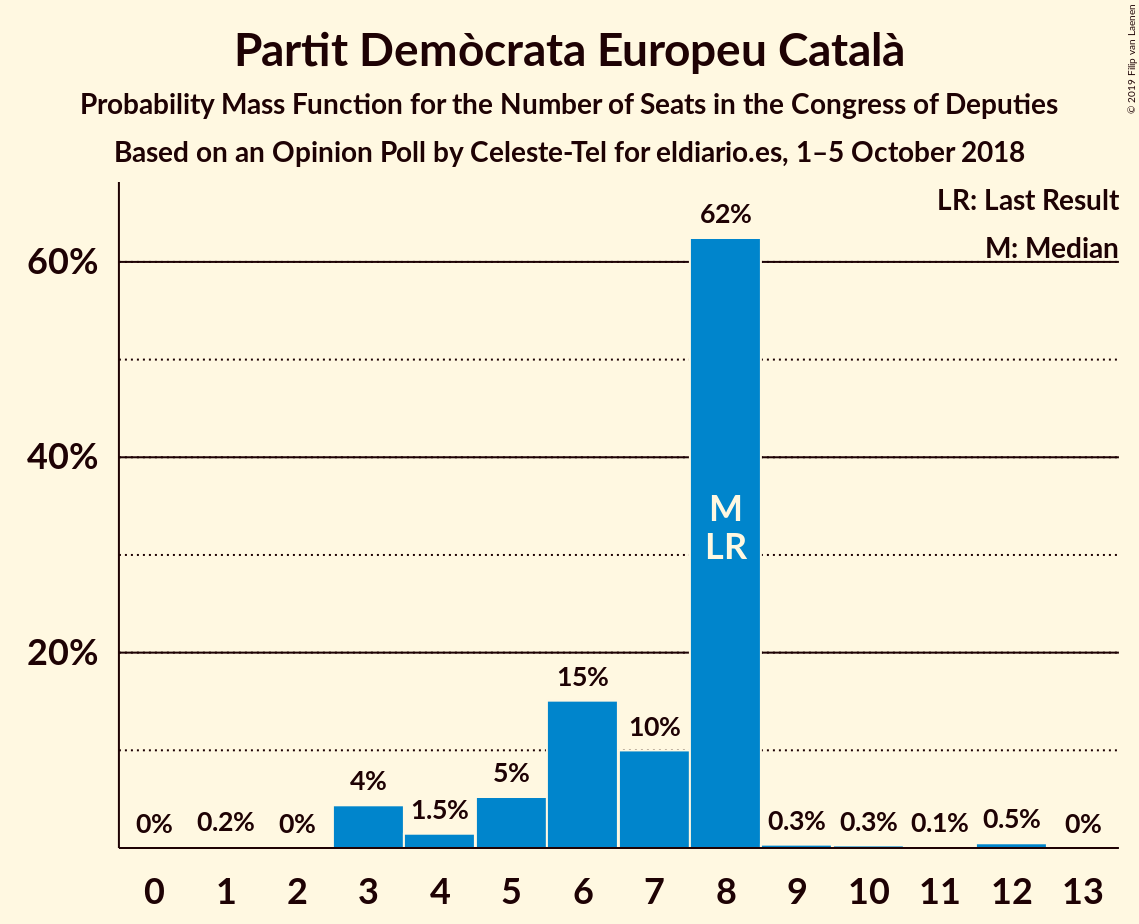 Partit Demòcrata Europeu Català
Probability Mass Function for the Number of Seats in the Congress of Deputies
Based on an Opinion Poll by Celeste-Tel for eldiario.es, 1–5 October 2018
© 2019 Filip van Laenen
LR: Last Result
M: Median
60%
40%
20%
0%
0.2%
0%
4%
1.5%
5%
15%
10%
62%
0.3%
0.3%
0.1%
0.5%
0%
M
LR
0 1 2 3 4 5 6 7 8 9 10 11 12 13